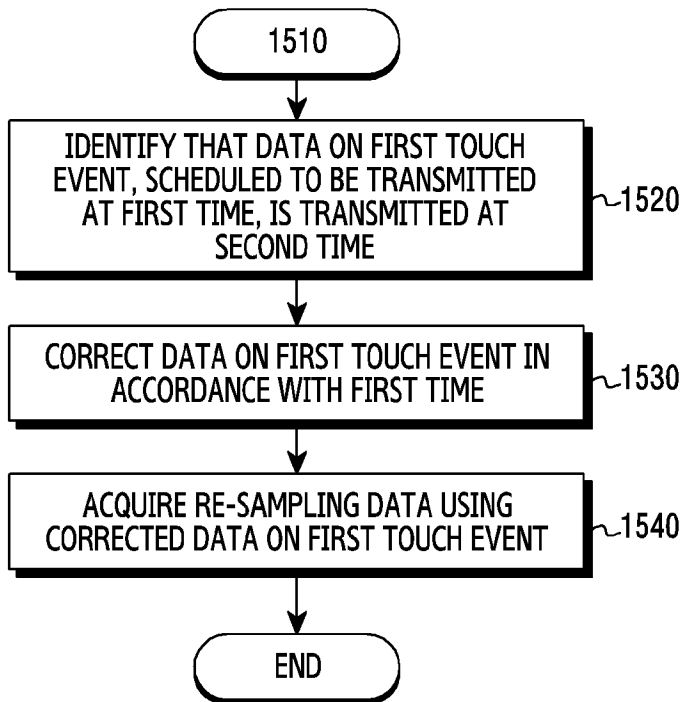 1510
IDENTIFY THAT DATA ON FIRST TOUCH
EVENT, SCHEDULED TO BE TRANSMITTED
AT FIRST TIME, IS TRANSMITTED AT
SECOND TIME
1520
CORRECT DATA ON FIRST TOUCH EVENT IN
ACCORDANCE WITH FIRST TIME
1530
ACQUIRE RE-SAMPLING DATA USING
CORRECTED DATA ON FIRST TOUCH EVENT
1540
END